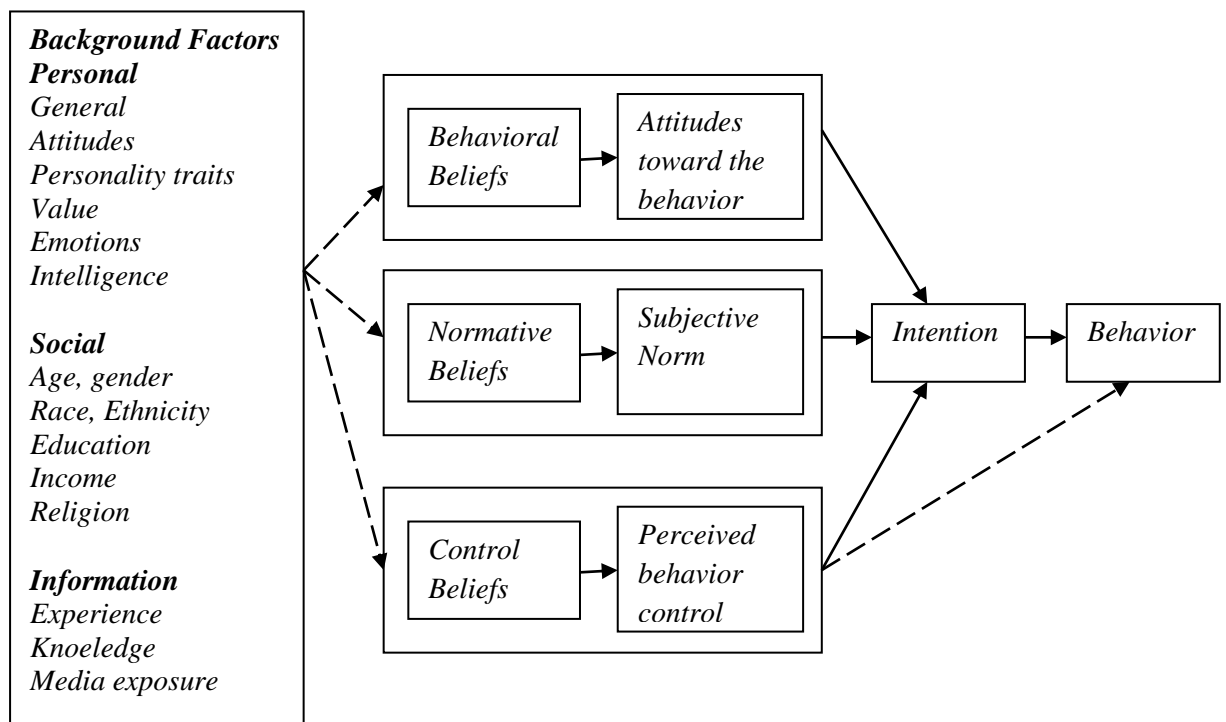 Background Factors
Personal
General
Attitudes
Personality traits
Value
Emotions
Intelligence
Social
Age, gender
Race, Ethnicity
Education
Income
Religion
Information
Experience
Knoeledge
Media exposure
Behavioral
Beliefs
Attitudes
toward the
behavior
Normative
Beliefs
Subjective
Norm
Control
Beliefs
Perceived
behavior
control
Intention
Behavior